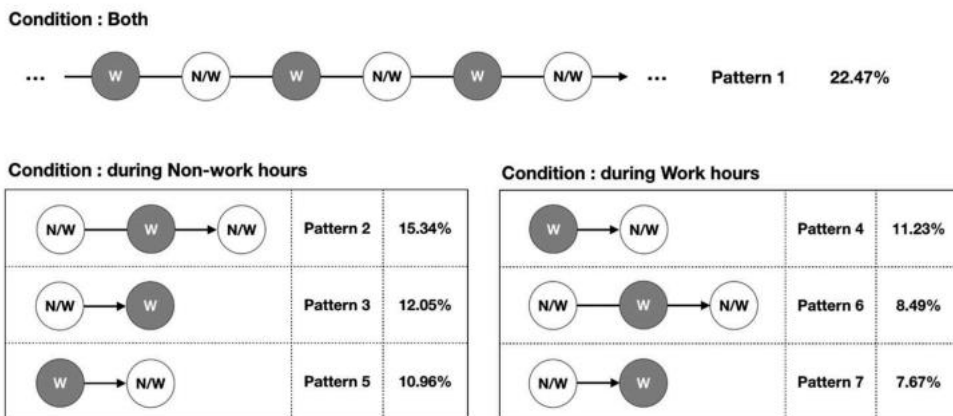 Condition : Both
... W N/W W N/W W N/W ... Pattern 1 22.47%
Condition : during Non-work hours
N/W W N/W Pattern 2 15.34%
N/W W Pattern 3 12.05%
W N/W Pattern 5 10.96%
Condition : during Work hours
W N/W Pattern 4 11.23%
N/W W N/W Pattern 6 8.49%
N/W W Pattern 7 7.67%